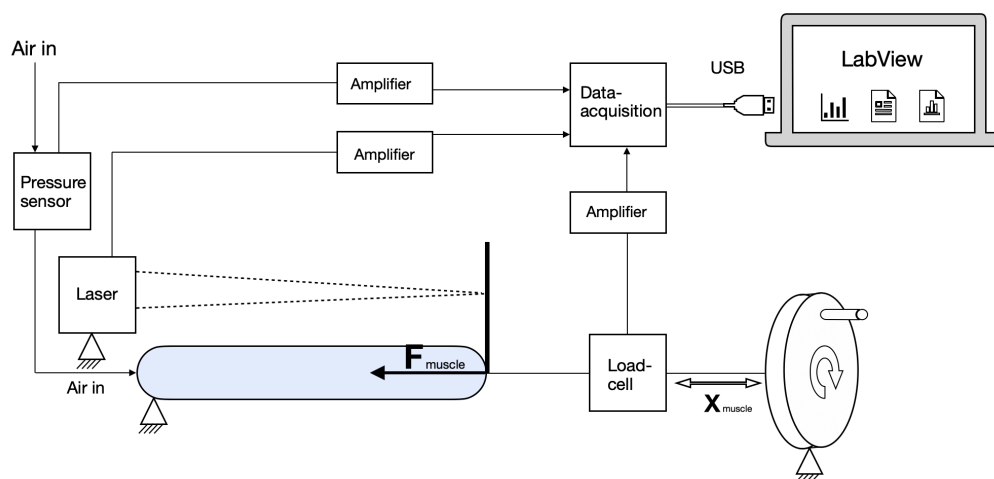 Air in
Amplifier
Data-
acquisition
USB
LabView
Amplifier
Pressure
sensor
Amplifier
Laser
F muscle
Load-
cell
Air in
X muscle